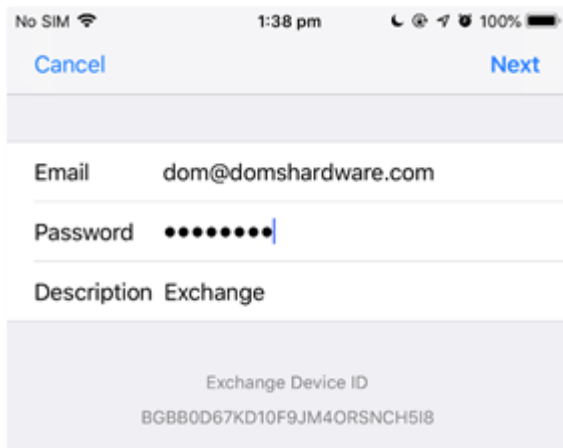 No SIM 1:38 pm 100%
Cancel Next
Email dom@domshardware.com
Password ••••••••
Description Exchange
Exchange Device ID
BGBB0D67KD10F9JM4ORSNCH5I8